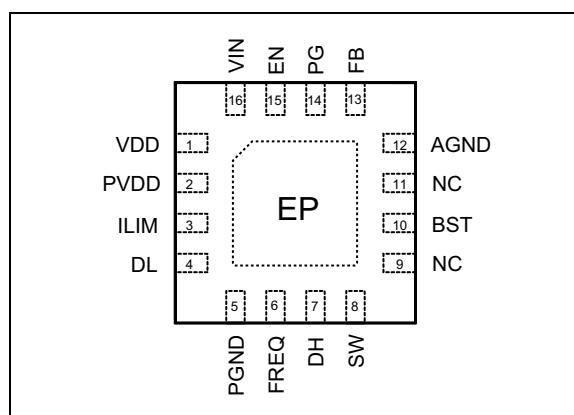 VIN
EN
PG
FB
16
15
14
13
VDD 1
12 AGND
PVDD 2
11 NC
EP
ILIM 3
10 BST
DL 4
9 NC
5
6
7
8
PGND
FREQ
DH
SW